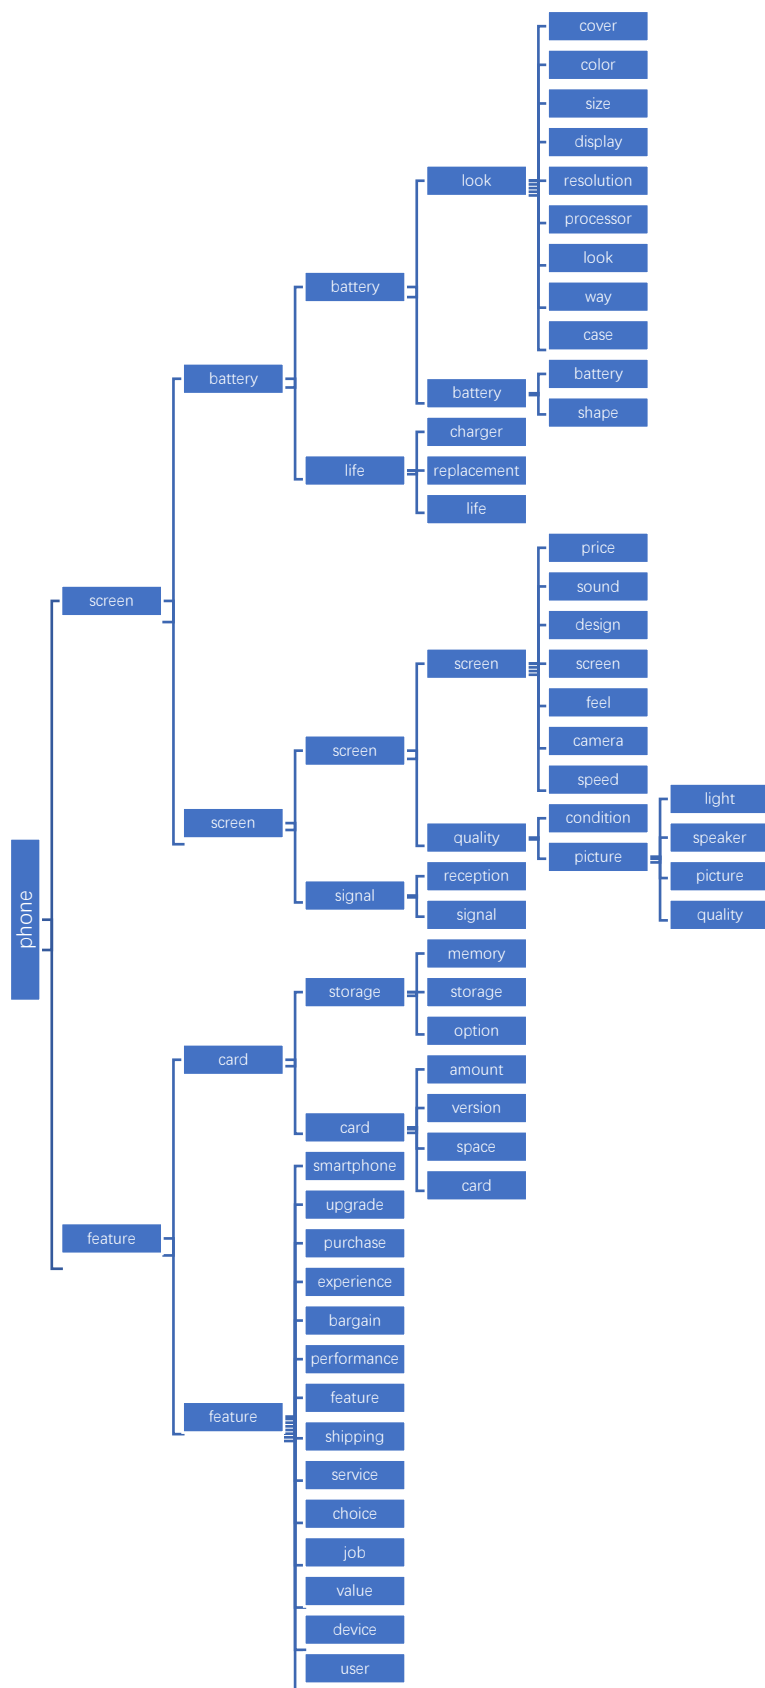 phone
screen
battery
battery
look
cover
color
size
display
resolution
processor
look
way
case
battery
battery
shape
life
charger
replacement
life
screen
screen
screen
price
sound
design
screen
feel
camera
speed
quality
condition
picture
light
speaker
picture
quality
signal
reception
signal
feature
card
storage
memory
storage
option
card
amount
version
space
card
feature
smartphone
upgrade
purchase
experience
bargain
performance
feature
shipping
service
choice
job
value
device
user